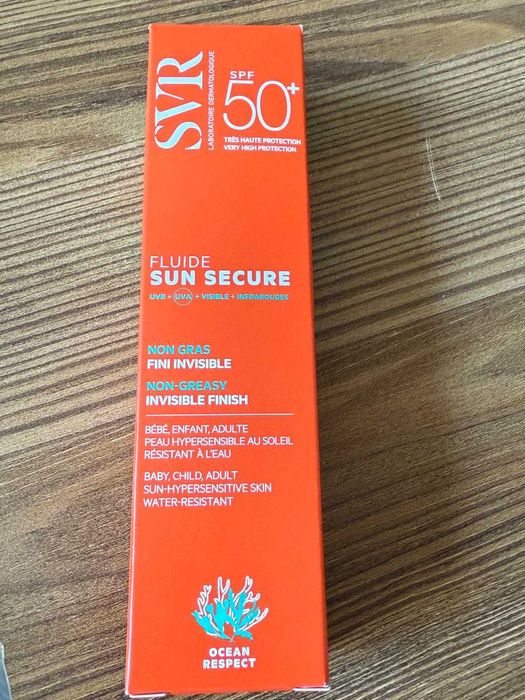 SVR
LABORATOIRE DERMATOLOGIQUE
SPF
50+
TRÈS HAUTE PROTECTION
VERY HIGH PROTECTION
FLUIDE
SUN SECURE
UVB + UVA + VISIBLE + INFRAROUGES
NON GRAS
FINI INVISIBLE
NON-GREASY
INVISIBLE FINISH
BÉBÉ, ENFANT, ADULTE
PEAU HYPERSENSIBLE AU SOLEIL
RÉSISTANT À L'EAU
BABY, CHILD, ADULT
SUN-HYPERSENSITIVE SKIN
WATER-RESISTANT
OCEAN
RESPECT